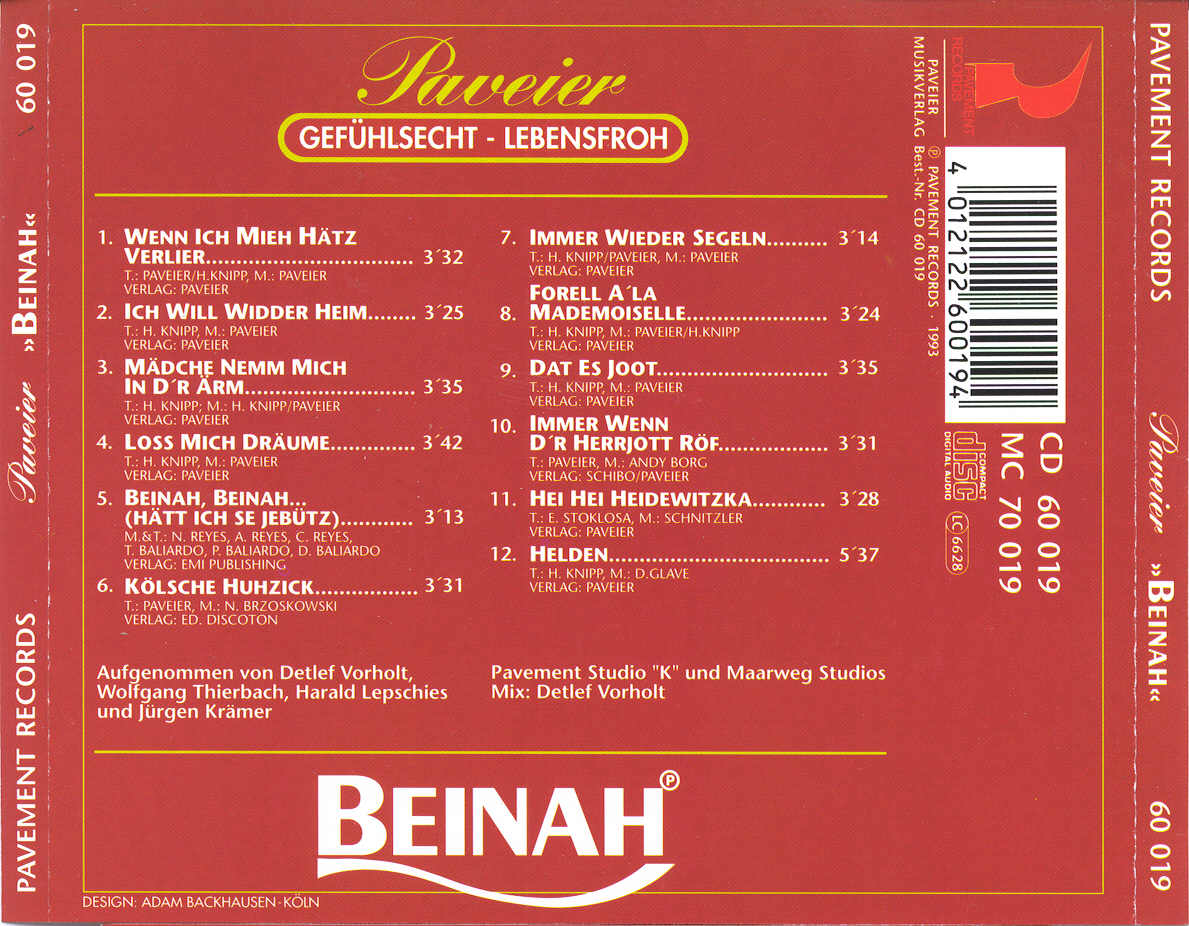 60 019
»BEINAH«
Paveier
PAVEMENT RECORDS
Paveier
GEFÜHLSECHT - LEBENSFROH
1. WENN ICH MIEH HÄTZ
VERLIER................................ 3´32
T.: PAVEIER/H.KNIPP, M.: PAVEIER
VERLAG: PAVEIER
2. ICH WILL WIDDER HEIM........ 3´25
T.: H. KNIPP, M.: PAVEIER
VERLAG: PAVEIER
3. MÄDCHE NEMM MICH
IN D´R ÄRM.......................... 3´35
T.: H. KNIPP; M.: H. KNIPP/PAVEIER
VERLAG: PAVEIER
4. LOSS MICH DRÄUME............. 3´42
T.: H. KNIPP, M.: PAVEIER
VERLAG: PAVEIER
5. BEINAH, BEINAH...
(HÄTT ICH SE JEBÜTZ)........... 3´13
M.&T.: N. REYES, A. REYES, C. REYES,
T. BALIARDO, P. BALIARDO, D. BALIARDO
VERLAG: EMI PUBLISHING
6. KÖLSCHE HUHZICK................ 3´31
T.: PAVEIER, M.: N. BRZOSKOWSKI
VERLAG: ED. DISCOTON
7. IMMER WIEDER SEGELN.......... 3´14
T.: H. KNIPP/PAVEIER, M.: PAVEIER
VERLAG: PAVEIER
FORELL A´LA
8. MADEMOISELLE...................... 3´24
T.: H. KNIPP, M.: PAVEIER/H.KNIPP
VERLAG: PAVEIER
9. DAT ES JOOT.......................... 3´35
T.: H. KNIPP, M.: PAVEIER
VERLAG: PAVEIER
10. IMMER WENN
D´R HERRJOTT RÖF................. 3´31
T.: PAVEIER, M.: ANDY BORG
VERLAG: SCHIBO/PAVEIER
11. HEI HEI HEIDEWITZKA........... 3´28
T.: E. STOKLOSA, M.: SCHNITZLER
VERLAG: PAVEIER
12. HELDEN.................................. 5´37
T.: H. KNIPP, M.: D.GLAVE
VERLAG: PAVEIER
Aufgenommen von Detlef Vorholt,
Wolfgang Thierbach, Harald Lepschies
und Jürgen Krämer
Pavement Studio "K" und Maarweg Studios
Mix: Detlef Vorholt
BEINAH ℗
DESIGN: ADAM BACKHAUSEN-KÖLN
PAVEMENT
RECORDS
PAVEIER
MUSIKVERLAG
℗ PAVEMENT RECORDS · 1993
Best.-Nr. CD 60 019
4 012122 600194
COMPACT
disc
DIGITAL AUDIO
LC 6628
CD 60 019
MC 70 019
PAVEMENT RECORDS
Paveier
»BEINAH«
60 019